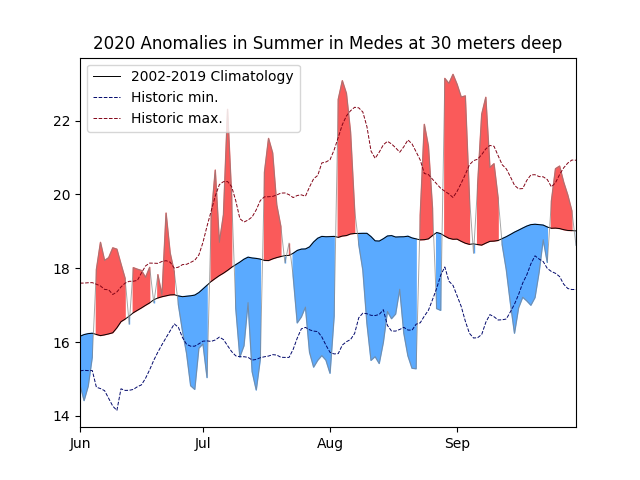 2020 Anomalies in Summer in Medes at 30 meters deep
2002-2019 Climatology
Historic min.
Historic max.
22
20
18
16
14
Jun Jul Aug Sep